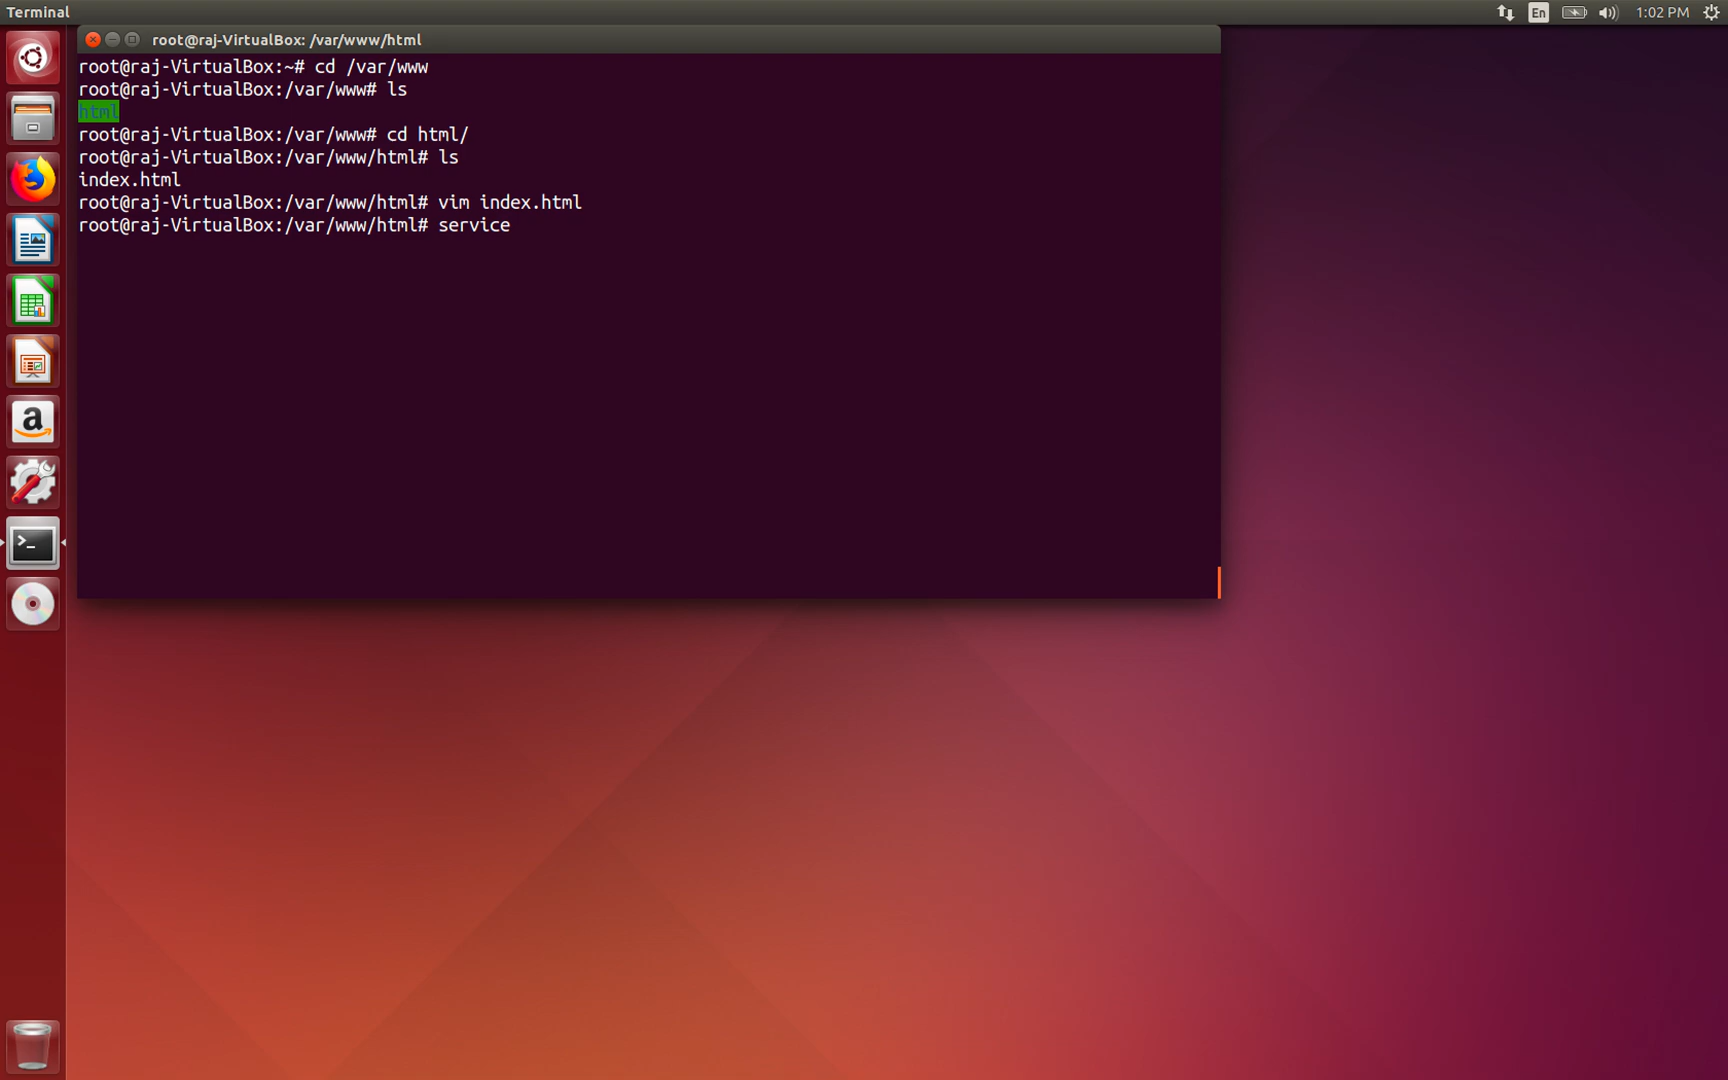 Terminal
En
1:02 PM
root@raj-VirtualBox: /var/www/html
root@raj-VirtualBox:~# cd /var/www
root@raj-VirtualBox:/var/www# ls
html
root@raj-VirtualBox:/var/www# cd html/
root@raj-VirtualBox:/var/www/html# ls
index.html
root@raj-VirtualBox:/var/www/html# vim index.html
root@raj-VirtualBox:/var/www/html# service
a
>_